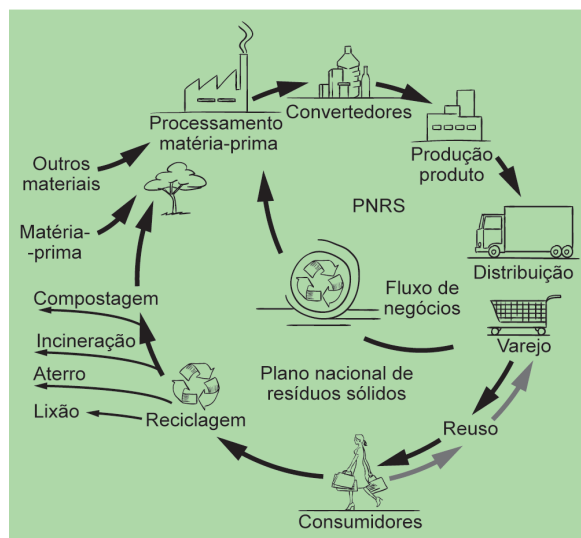 Processamento
matéria-prima
Convertedores
Produção
produto
Outros
materiais
PNRS
Matéria-
-prima
Distribuição
Fluxo de
negócios
Compostagem
Incineração
Varejo
Aterro
Plano nacional de
resíduos sólidos
Lixão
Reciclagem
Reuso
Consumidores